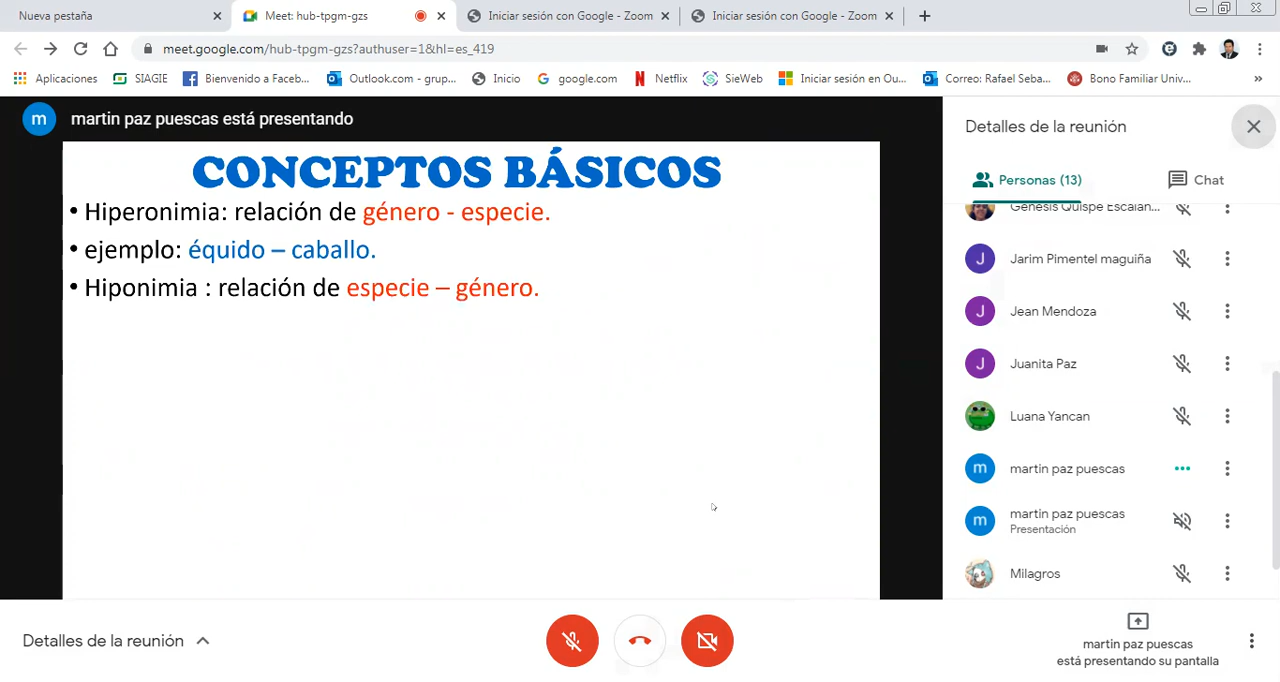 Nueva pestaña
Meet: hub-tpgm-gzs
Iniciar sesión con Google - Zoom
Iniciar sesión con Google - Zoom
meet.google.com/hub-tpgm-gzs?authuser=1&hl=es_419
Aplicaciones
SIAGIE
Bienvenido a Faceb...
Outlook.com - grup...
Inicio
google.com
Netflix
SieWeb
Iniciar sesión en Ou...
Correo: Rafael Seba...
Bono Familiar Univ...
m
martin paz puescas está presentando
CONCEPTOS BÁSICOS
• Hiperonimia: relación de género - especie.
• ejemplo: équido – caballo.
• Hiponimia : relación de especie – género.
Detalles de la reunión
Personas (13)
Chat
Genesis Quispe Escalan...
J
Jarim Pimentel maguiña
J
Jean Mendoza
J
Juanita Paz
Luana Yancan
m
martin paz puescas
m
martin paz puescas
Presentación
Milagros
Detalles de la reunión
martin paz puescas
está presentando su pantalla